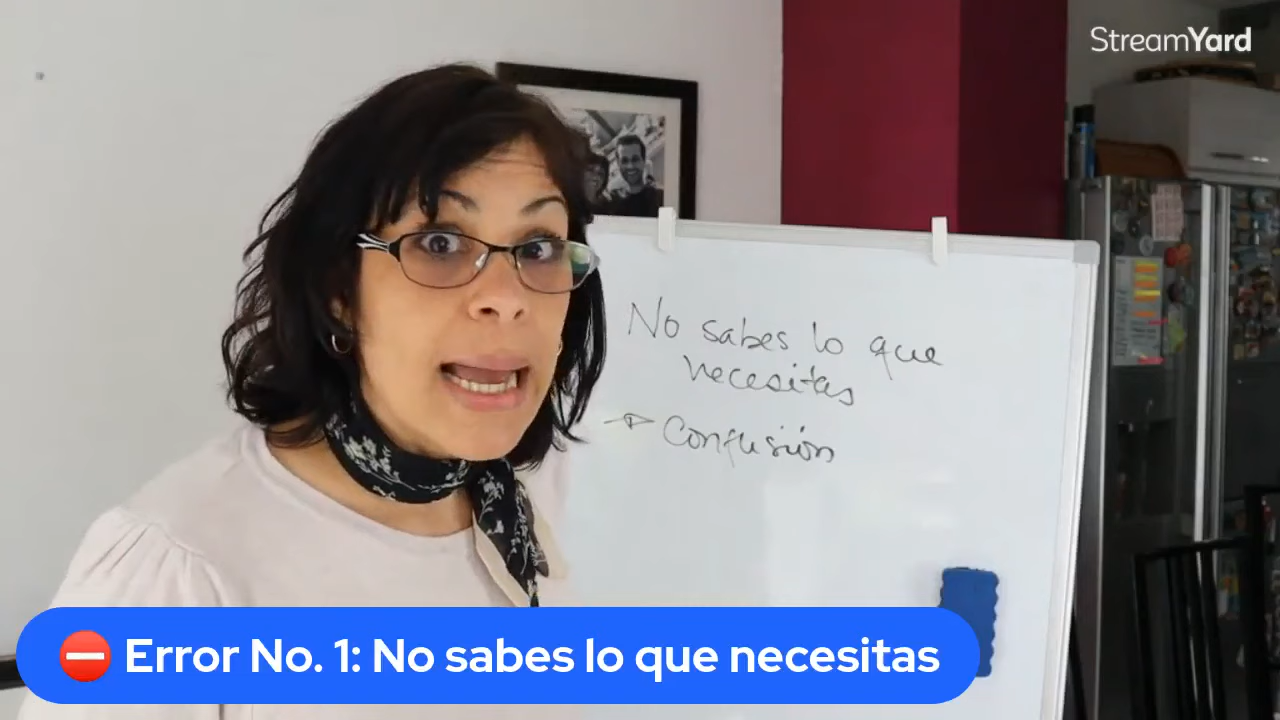 StreamYard
No sabes lo que
necesitas
→ Confusión
⛔ Error No. 1: No sabes lo que necesitas